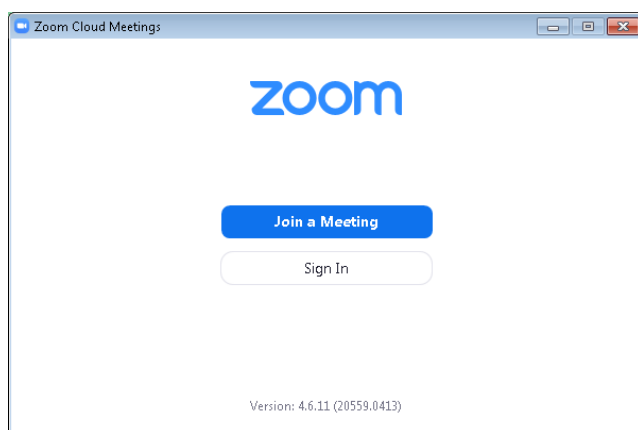 Zoom Cloud Meetings
zoom
Join a Meeting
Sign In
Version: 4.6.11 (20559.0413)